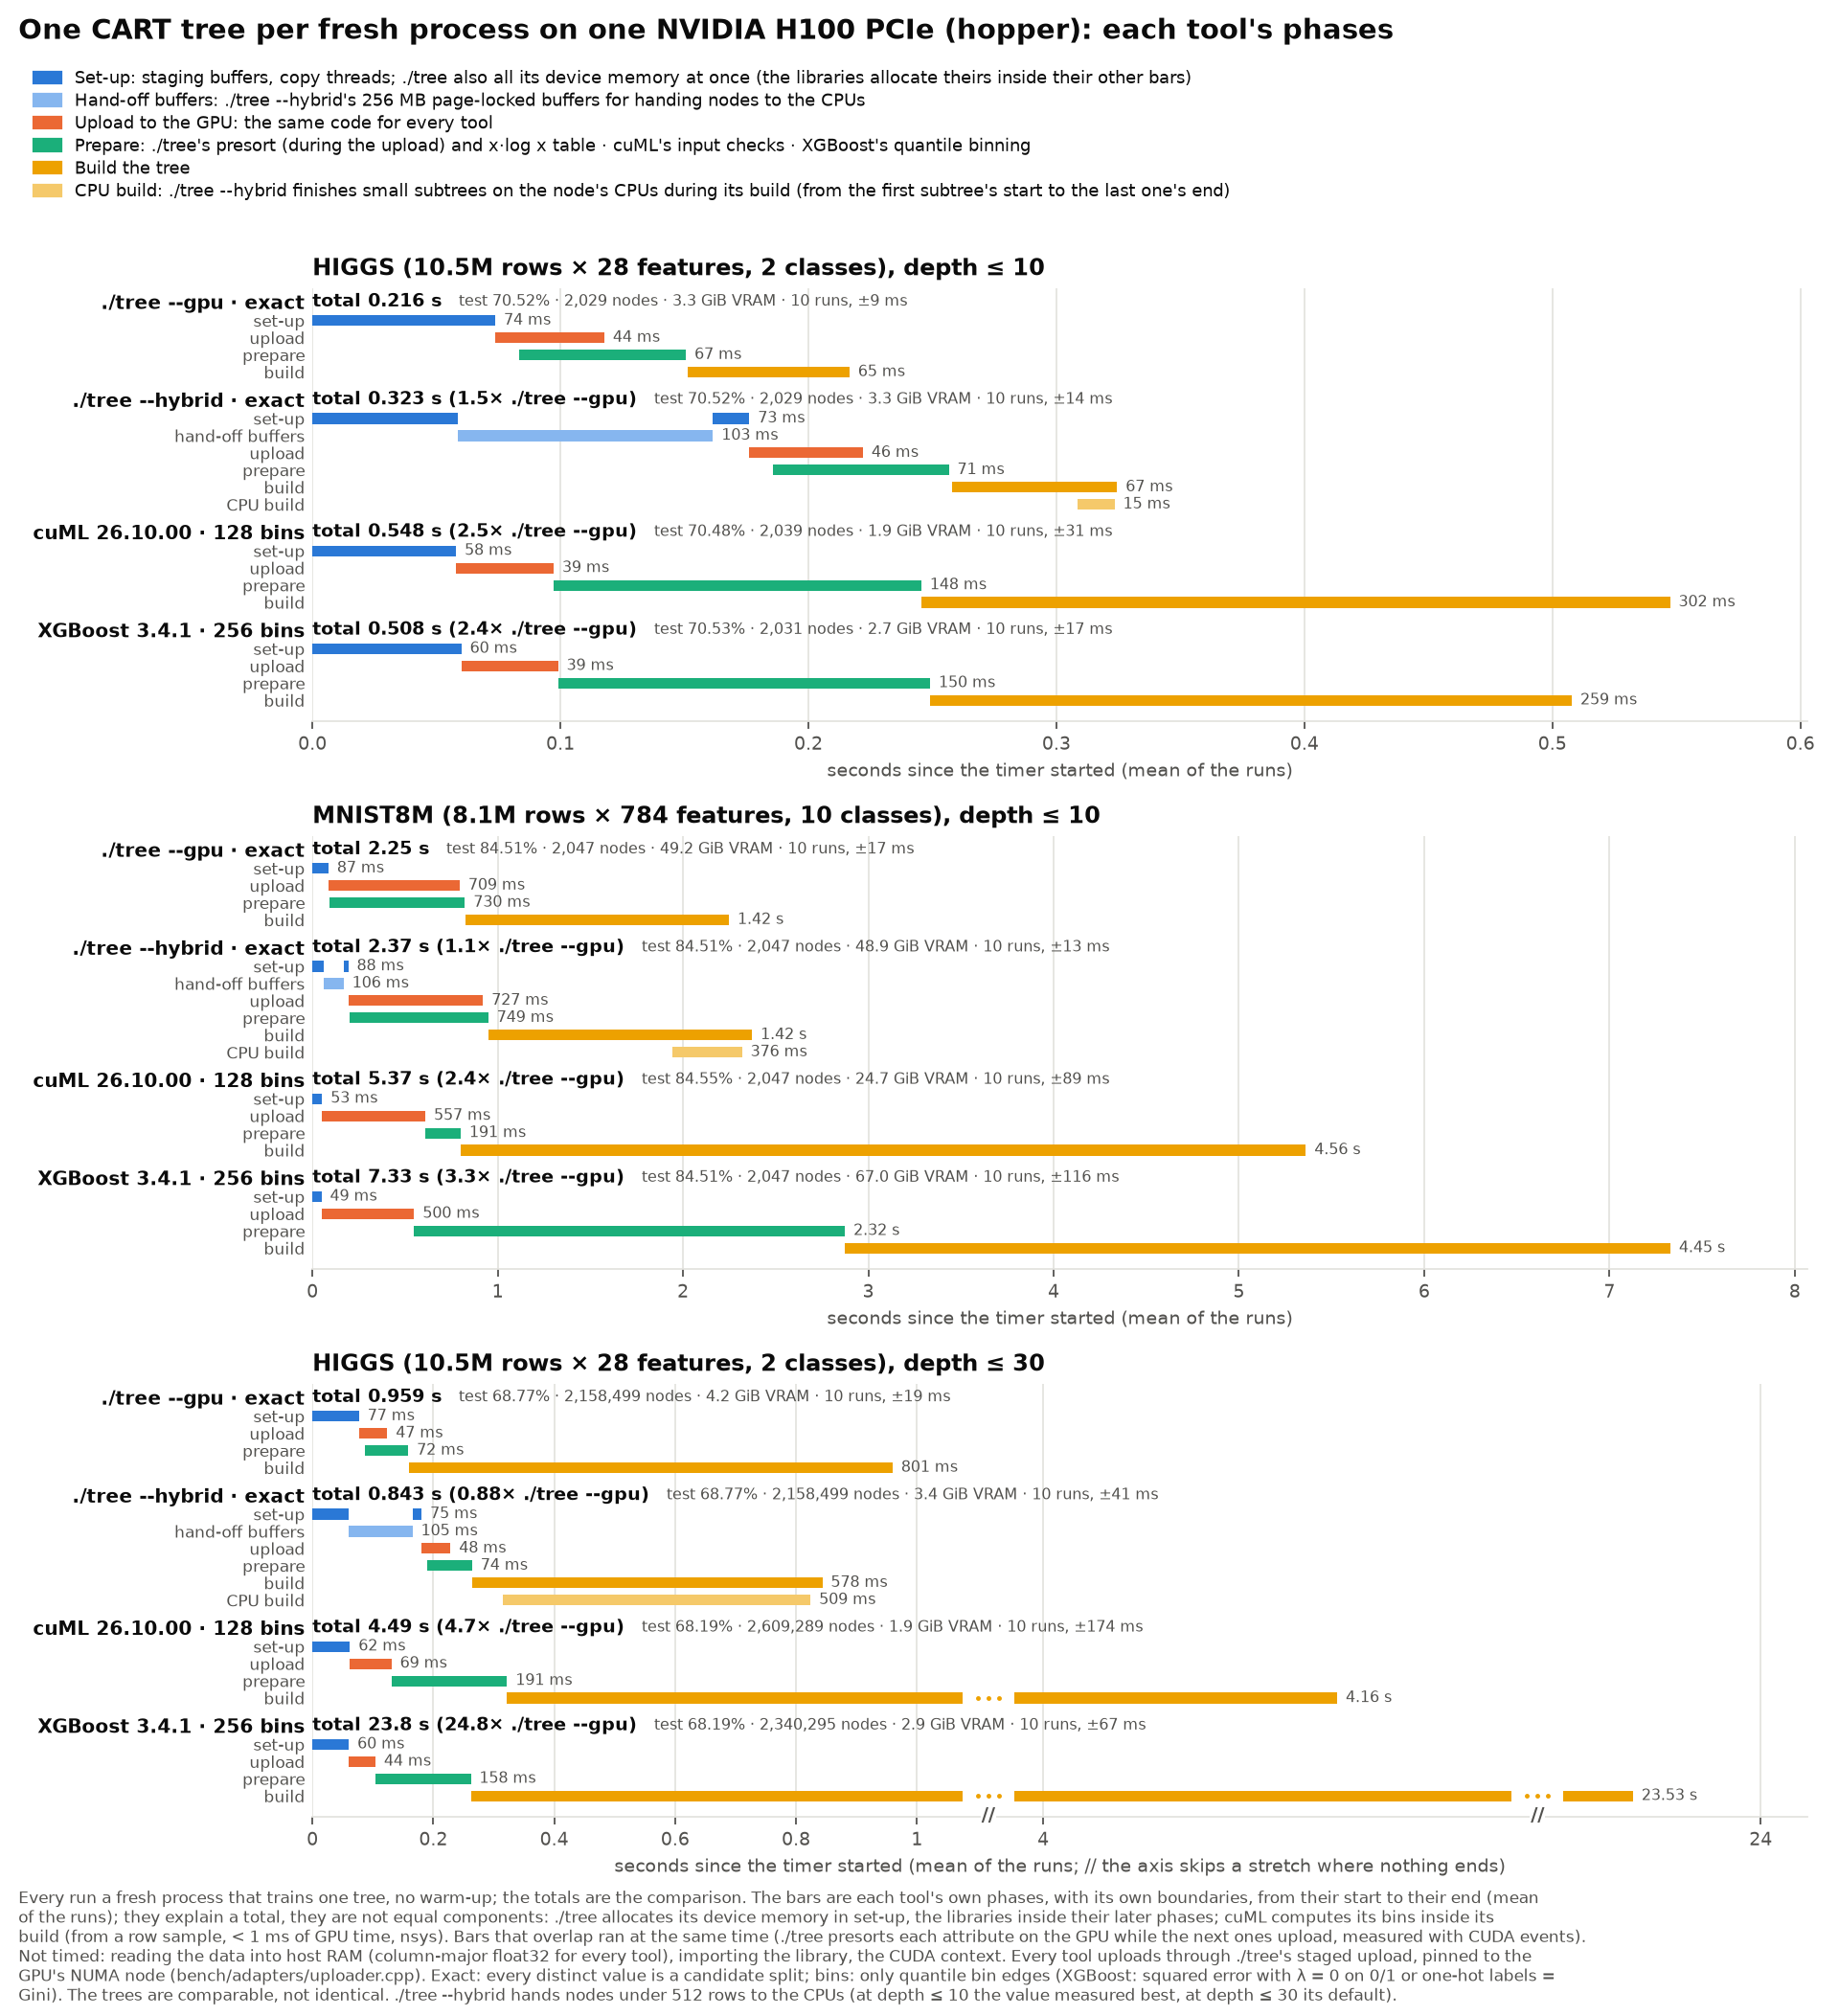 One CART tree per fresh process on one NVIDIA H100 PCIe (hopper): each tool's phases
Set-up: staging buffers, copy threads; ./tree also all its device memory at once (the libraries allocate theirs inside their other bars)
Hand-off buffers: ./tree --hybrid's 256 MB page-locked buffers for handing nodes to the CPUs
Upload to the GPU: the same code for every tool
Prepare: ./tree's presort (during the upload) and x·log x table · cuML's input checks · XGBoost's quantile binning
Build the tree
CPU build: ./tree --hybrid finishes small subtrees on the node's CPUs during its build (from the first subtree's start to the last one's end)
HIGGS (10.5M rows × 28 features, 2 classes), depth ≤ 10
./tree --gpu · exact total 0.216 s test 70.52% · 2,029 nodes · 3.3 GiB VRAM · 10 runs, ±9 ms
set-up 74 ms
upload 44 ms
prepare 67 ms
build 65 ms
./tree --hybrid · exact total 0.323 s (1.5× ./tree --gpu) test 70.52% · 2,029 nodes · 3.3 GiB VRAM · 10 runs, ±14 ms
set-up 73 ms
hand-off buffers 103 ms
upload 46 ms
prepare 71 ms
build 67 ms
CPU build 15 ms
cuML 26.10.00 · 128 bins total 0.548 s (2.5× ./tree --gpu) test 70.48% · 2,039 nodes · 1.9 GiB VRAM · 10 runs, ±31 ms
set-up 58 ms
upload 39 ms
prepare 148 ms
build 302 ms
XGBoost 3.4.1 · 256 bins total 0.508 s (2.4× ./tree --gpu) test 70.53% · 2,031 nodes · 2.7 GiB VRAM · 10 runs, ±17 ms
set-up 60 ms
upload 39 ms
prepare 150 ms
build 259 ms
0.0 0.1 0.2 0.3 0.4 0.5 0.6
seconds since the timer started (mean of the runs)
MNIST8M (8.1M rows × 784 features, 10 classes), depth ≤ 10
./tree --gpu · exact total 2.25 s test 84.51% · 2,047 nodes · 49.2 GiB VRAM · 10 runs, ±17 ms
set-up 87 ms
upload 709 ms
prepare 730 ms
build 1.42 s
./tree --hybrid · exact total 2.37 s (1.1× ./tree --gpu) test 84.51% · 2,047 nodes · 48.9 GiB VRAM · 10 runs, ±13 ms
set-up 88 ms
hand-off buffers 106 ms
upload 727 ms
prepare 749 ms
build 1.42 s
CPU build 376 ms
cuML 26.10.00 · 128 bins total 5.37 s (2.4× ./tree --gpu) test 84.55% · 2,047 nodes · 24.7 GiB VRAM · 10 runs, ±89 ms
set-up 53 ms
upload 557 ms
prepare 191 ms
build 4.56 s
XGBoost 3.4.1 · 256 bins total 7.33 s (3.3× ./tree --gpu) test 84.51% · 2,047 nodes · 67.0 GiB VRAM · 10 runs, ±116 ms
set-up 49 ms
upload 500 ms
prepare 2.32 s
build 4.45 s
0 1 2 3 4 5 6 7 8
seconds since the timer started (mean of the runs)
HIGGS (10.5M rows × 28 features, 2 classes), depth ≤ 30
./tree --gpu · exact total 0.959 s test 68.77% · 2,158,499 nodes · 4.2 GiB VRAM · 10 runs, ±19 ms
set-up 77 ms
upload 47 ms
prepare 72 ms
build 801 ms
./tree --hybrid · exact total 0.843 s (0.88× ./tree --gpu) test 68.77% · 2,158,499 nodes · 3.4 GiB VRAM · 10 runs, ±41 ms
set-up 75 ms
hand-off buffers 105 ms
upload 48 ms
prepare 74 ms
build 578 ms
CPU build 509 ms
cuML 26.10.00 · 128 bins total 4.49 s (4.7× ./tree --gpu) test 68.19% · 2,609,289 nodes · 1.9 GiB VRAM · 10 runs, ±174 ms
set-up 62 ms
upload 69 ms
prepare 191 ms
build 4.16 s
XGBoost 3.4.1 · 256 bins total 23.8 s (24.8× ./tree --gpu) test 68.19% · 2,340,295 nodes · 2.9 GiB VRAM · 10 runs, ±67 ms
set-up 60 ms
upload 44 ms
prepare 158 ms
build 23.53 s
0 0.2 0.4 0.6 0.8 1 // 4 // 24
seconds since the timer started (mean of the runs; // the axis skips a stretch where nothing ends)
Every run a fresh process that trains one tree, no warm-up; the totals are the comparison. The bars are each tool's own phases, with its own boundaries, from their start to their end (mean
of the runs); they explain a total, they are not equal components: ./tree allocates its device memory in set-up, the libraries inside their later phases; cuML computes its bins inside its
build (from a row sample, < 1 ms of GPU time, nsys). Bars that overlap ran at the same time (./tree presorts each attribute on the GPU while the next ones upload, measured with CUDA events).
Not timed: reading the data into host RAM (column-major float32 for every tool), importing the library, the CUDA context. Every tool uploads through ./tree's staged upload, pinned to the
GPU's NUMA node (bench/adapters/uploader.cpp). Exact: every distinct value is a candidate split; bins: only quantile bin edges (XGBoost: squared error with λ = 0 on 0/1 or one-hot labels =
Gini). The trees are comparable, not identical. ./tree --hybrid hands nodes under 512 rows to the CPUs (at depth ≤ 10 the value measured best, at depth ≤ 30 its default).